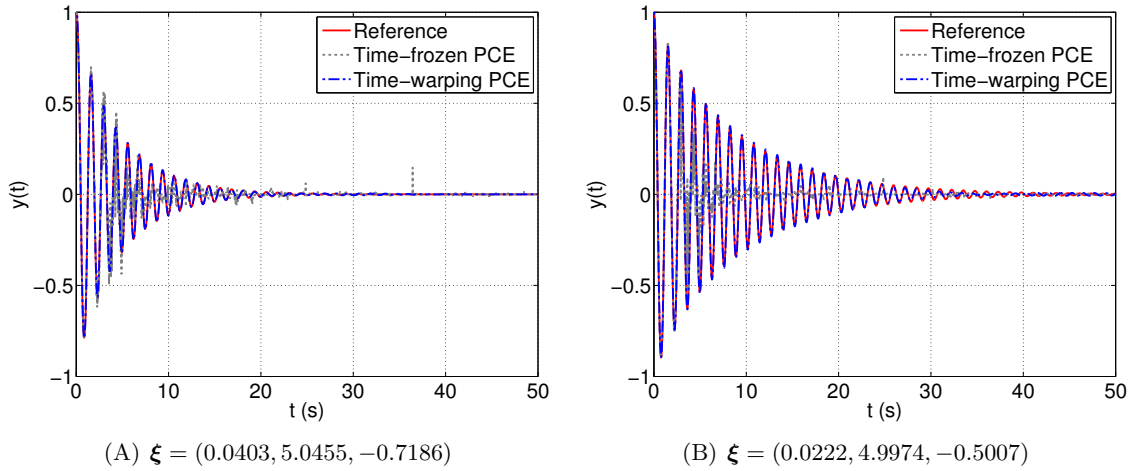 1
0.5
0
−0.5
−1
0
10
20
30
40
50
y(t)
t (s)
Reference
Time−frozen PCE
Time−warping PCE
(A) ξ = (0.0403, 5.0455, −0.7186)
1
0.5
0
−0.5
−1
0
10
20
30
40
50
y(t)
t (s)
Reference
Time−frozen PCE
Time−warping PCE
(B) ξ = (0.0222, 4.9974, −0.5007)